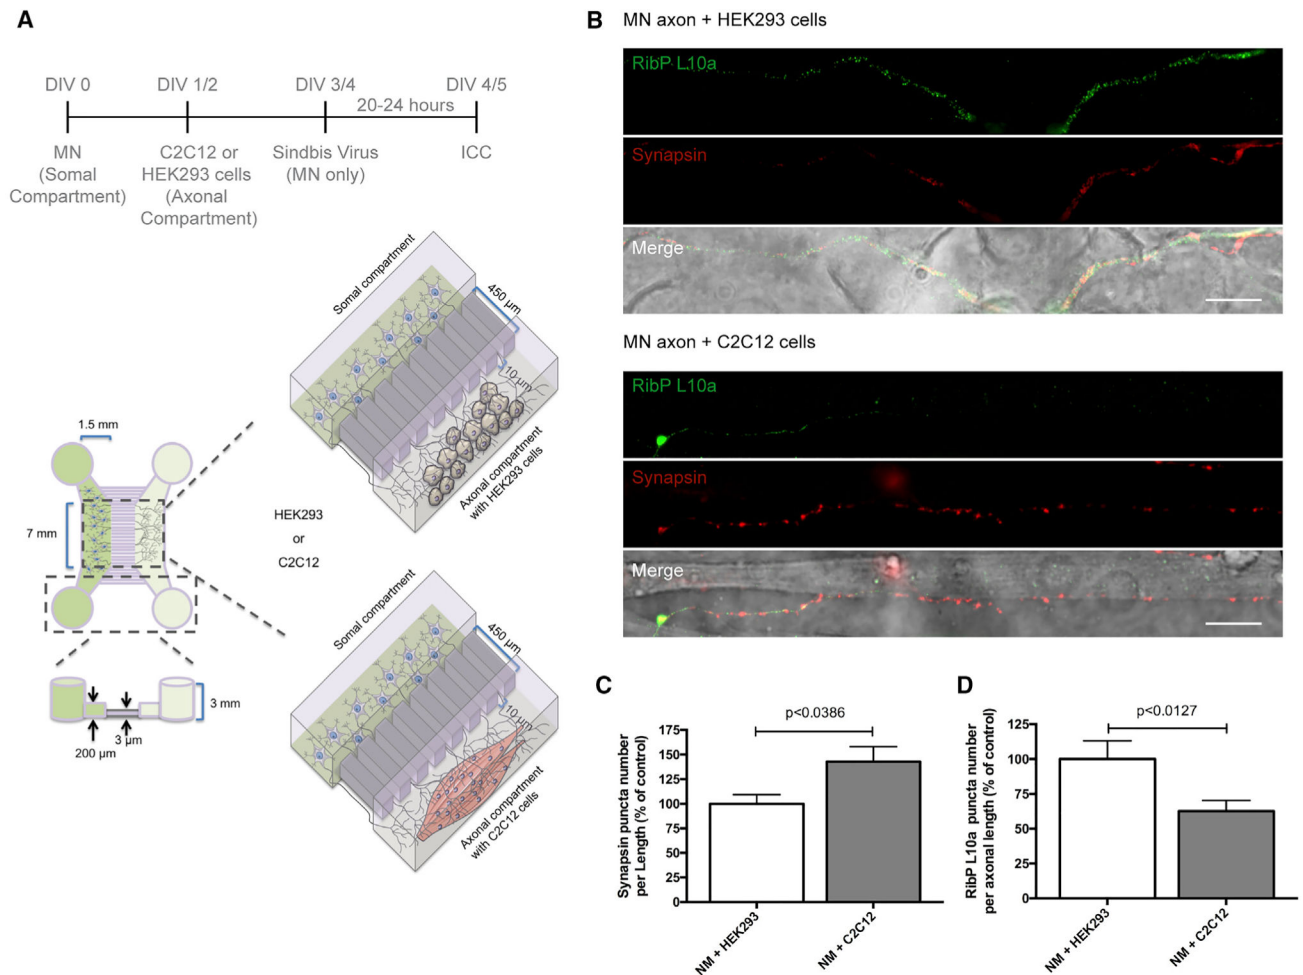 A
DIV 0
DIV 1/2
DIV 3/4
DIV 4/5
20-24 hours
MN
(Somal
Compartment)
C2C12 or
HEK293 cells
(Axonal
Compartment)
Sindbis Virus
(MN only)
ICC
Somal compartment
450 µm
10 µm
Axonal compartment
with HEK293 cells
1.5 mm
7 mm
HEK293
or
C2C12
3 mm
200 µm
3 µm
Somal compartment
450 µm
10 µm
Axonal compartment
with C2C12 cells
B
MN axon + HEK293 cells
RibP L10a
Synapsin
Merge
MN axon + C2C12 cells
RibP L10a
Synapsin
Merge
C
p<0.0386
Synapsin puncta number
per Length (% of control)
175
150
125
100
75
50
25
0
NM + HEK293
NM + C2C12
D
p<0.0127
RibP L10a puncta number
per axonal length (% of control)
125
100
75
50
25
0
NM + HEK293
NM + C2C12